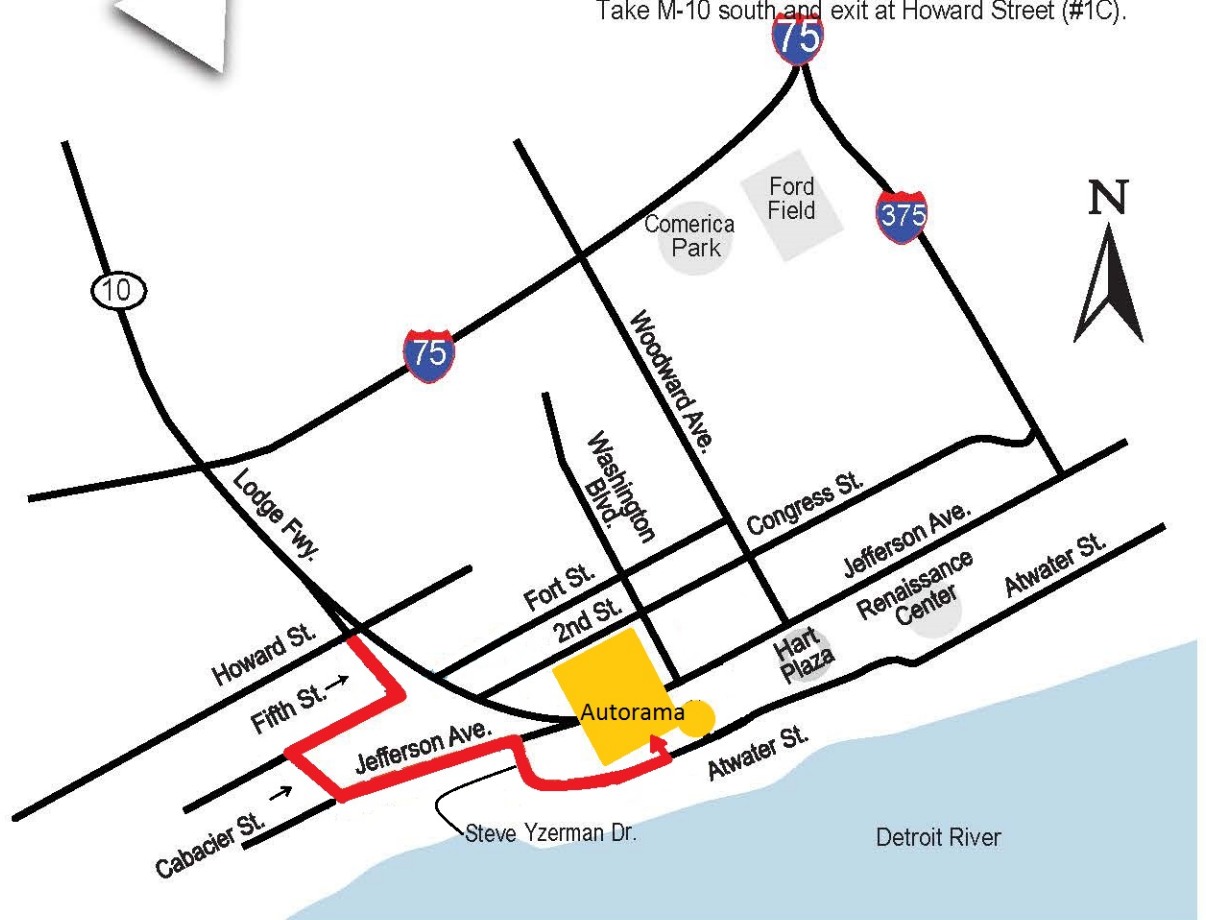 Take M-10 south and exit at Howard Street (#1C).
75
Ford
Field
375
N
Comerica
Park
10
75
Woodward Ave.
Washington
Blvd.
Lodge Fwy.
Congress St.
Jefferson Ave.
Renaissance
Center
Atwater St.
Fort St.
2nd St.
Howard St.
Hart
Plaza
Fifth St.
Autorama
Jefferson Ave.
Atwater St.
Cabacier St.
Steve Yzerman Dr.
Detroit River